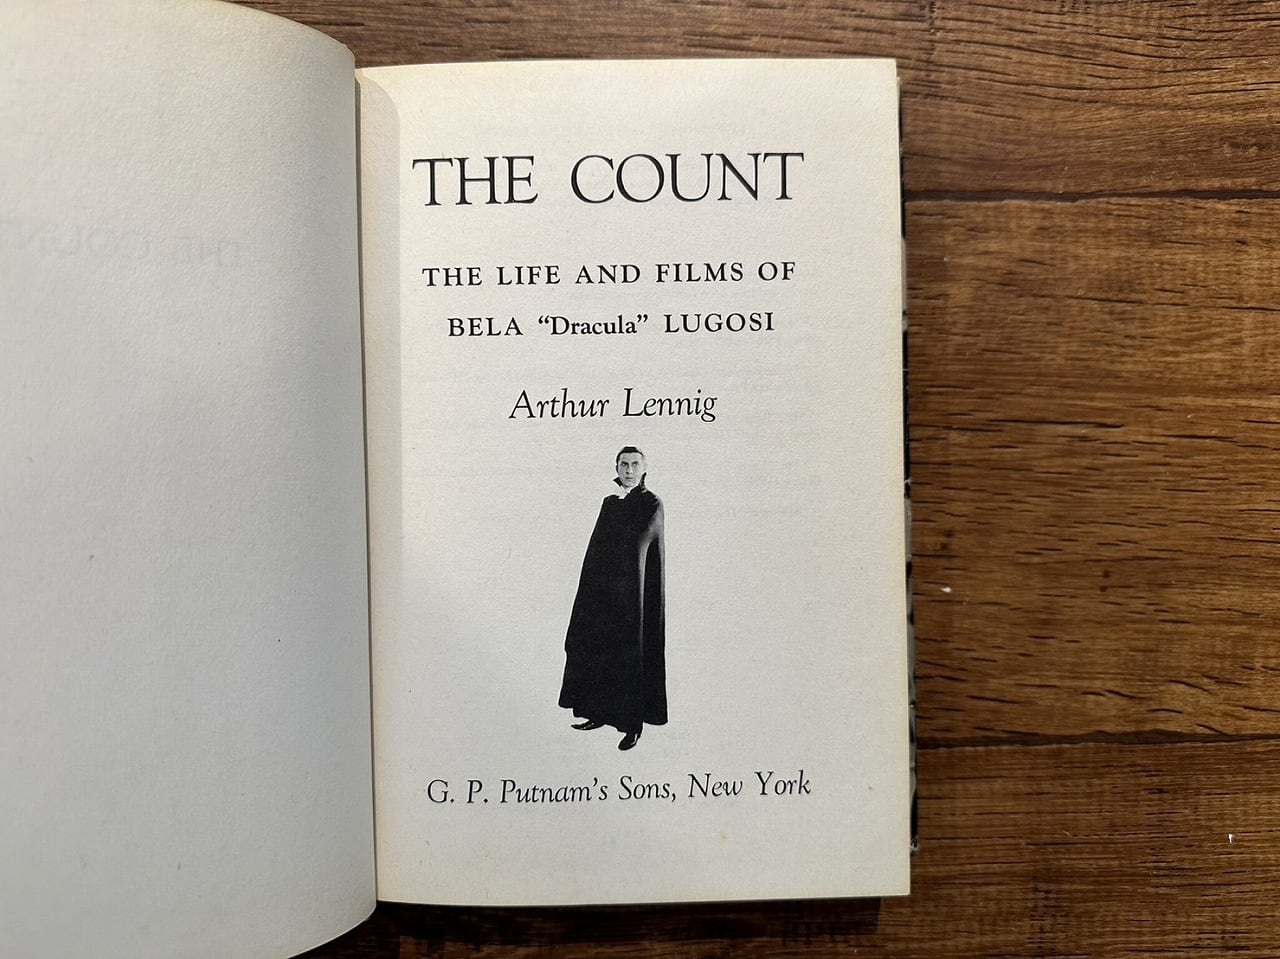 THE COUNT
THE LIFE AND FILMS OF
BELA “Dracula” LUGOSI
Arthur Lennig
G. P. Putnam's Sons, New York